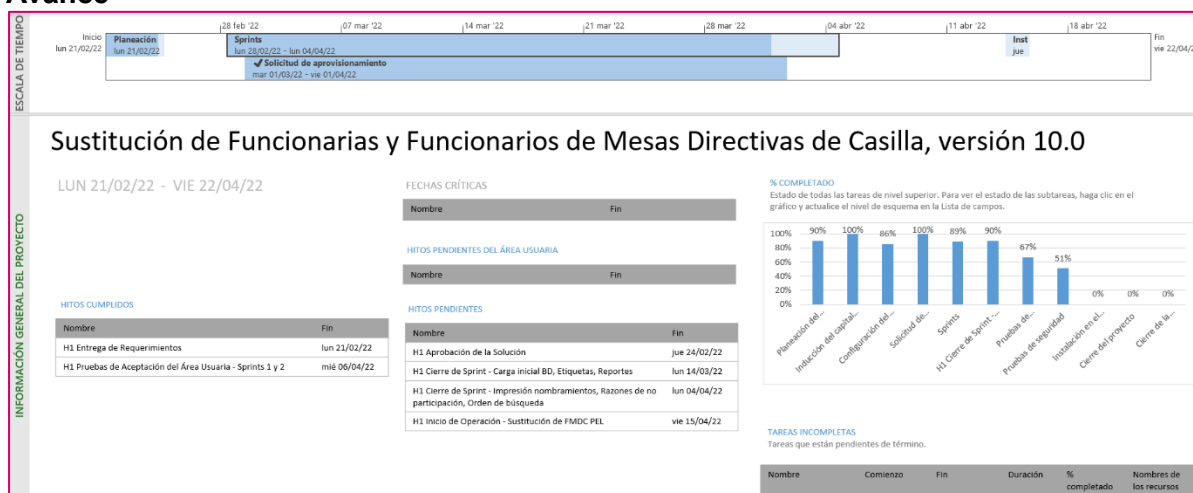 Avance
ESCALA DE TIEMPO
28 feb '22 07 mar '22 14 mar '22 21 mar '22 28 mar '22 04 abr '22 11 abr '22 18 abr '22
Inicio
lun 21/02/22
Planeación
lun 21/02/22
Sprints
lun 28/02/22 - lun 04/04/22
✔Solicitud de aprovisionamiento
mar 01/03/22 - vie 01/04/22
Inst
jue
Fin
vie 22/04/2
INFORMACIÓN GENERAL DEL PROYECTO
Sustitución de Funcionarias y Funcionarios de Mesas Directivas de Casilla, versión 10.0
LUN 21/02/22 - VIE 22/04/22
HITOS CUMPLIDOS
Nombre Fin
H1 Entrega de Requerimientos lun 21/02/22
H1 Pruebas de Aceptación del Área Usuaria - Sprints 1 y 2 mié 06/04/22
FECHAS CRÍTICAS
Nombre Fin
HITOS PENDIENTES DEL ÁREA USUARIA
Nombre Fin
HITOS PENDIENTES
Nombre Fin
H1 Aprobación de la Solución jue 24/02/22
H1 Cierre de Sprint - Carga inicial BD, Etiquetas, Reportes lun 14/03/22
H1 Cierre de Sprint - Impresión nombramientos, Razones de no lun 04/04/22
participación, Orden de búsqueda
H1 Inicio de Operación - Sustitución de FMDC PEL vie 15/04/22
% COMPLETADO
Estado de todas las tareas de nivel superior. Para ver el estado de las subtareas, haga clic en el
gráfico y actualice el nivel de esquema en la Lista de campos.
100%
80%
60%
40%
20%
0%
90% 100% 86% 100% 89% 90% 67% 51% 0% 0% 0%
Planeación del...
Inducción del capital...
Configuración del...
Solicitud de...
Sprints
H1 Cierre de Sprint -...
Pruebas de...
Pruebas de seguridad
Instalación en el...
Cierre del proyecto
Cierre de la...
TAREAS INCOMPLETAS
Tareas que están pendientes de término.
Nombre Comienzo Fin Duración % Nombres de
completado los recursos